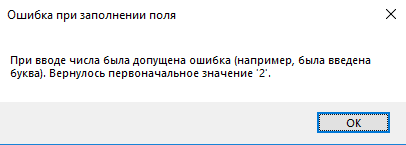 Ошибка при заполнении поля
При вводе числа была допущена ошибка (например, была введена
буква). Вернулось первоначальное значение '2'.
OK